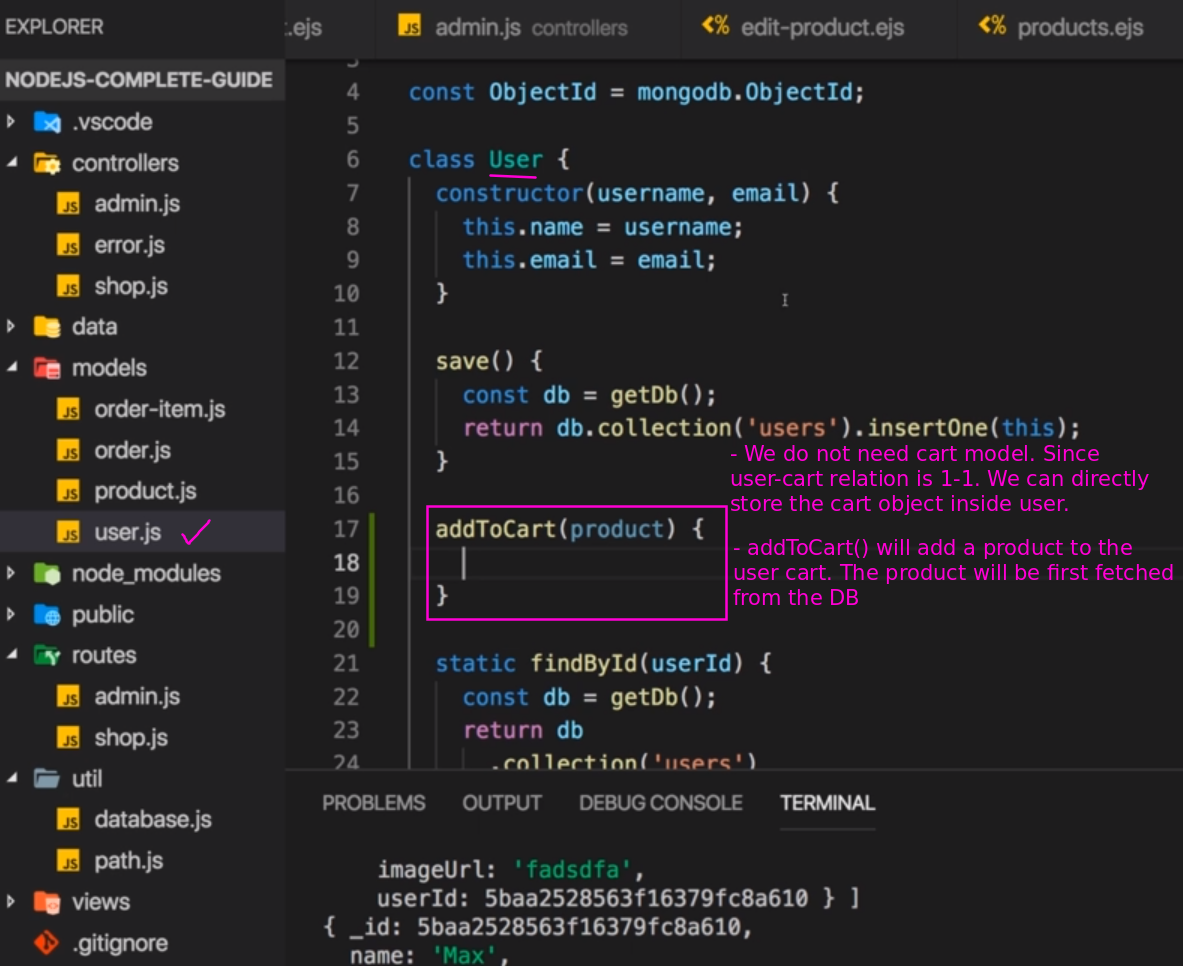 EXPLORER
NODEJS-COMPLETE-GUIDE
.vscode
controllers
admin.js
error.js
shop.js
data
models
order-item.js
order.js
product.js
user.js
node_modules
public
routes
admin.js
shop.js
util
database.js
path.js
views
.gitignore
t.ejs
JS admin.js controllers
<% edit-product.ejs
<% products.ejs
3
4 const ObjectId = mongodb.ObjectId;
5
6 class User {
7 constructor(username, email) {
8 this.name = username;
9 this.email = email;
10 }
11
12 save() {
13 const db = getDb();
14 return db.collection('users').insertOne(this);
15 }
16
17 addToCart(product) {
18
19 }
20
21 static findById(userId) {
22 const db = getDb();
23 return db
24 .collection('users')
- We do not need cart model. Since
user-cart relation is 1-1. We can directly
store the cart object inside user.
- addToCart() will add a product to the
user cart. The product will be first fetched
from the DB
PROBLEMS OUTPUT DEBUG CONSOLE TERMINAL
imageUrl: 'fadsdfa',
userId: 5baa2528563f16379fc8a610 } ]
{ _id: 5baa2528563f16379fc8a610,
name: 'Max',